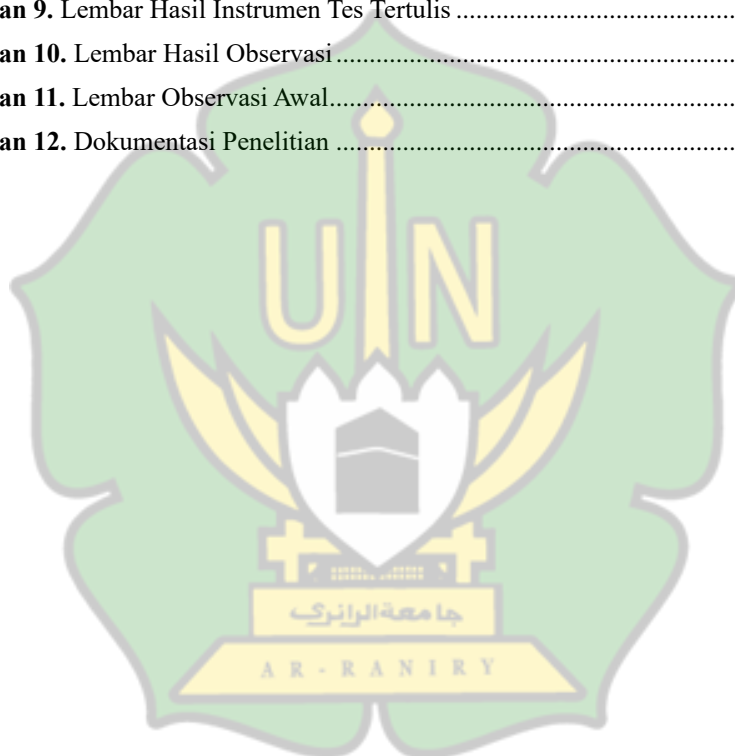 an 9. Lembar Hasil Instrumen Tes Tertulis ......................................................
an 10. Lembar Hasil Observasi ..............................................................................
an 11. Lembar Observasi Awal..............................................................................
an 12. Dokumentasi Penelitian ..............................................................................
UIN
جامعة الرانري
AR-RANIRY